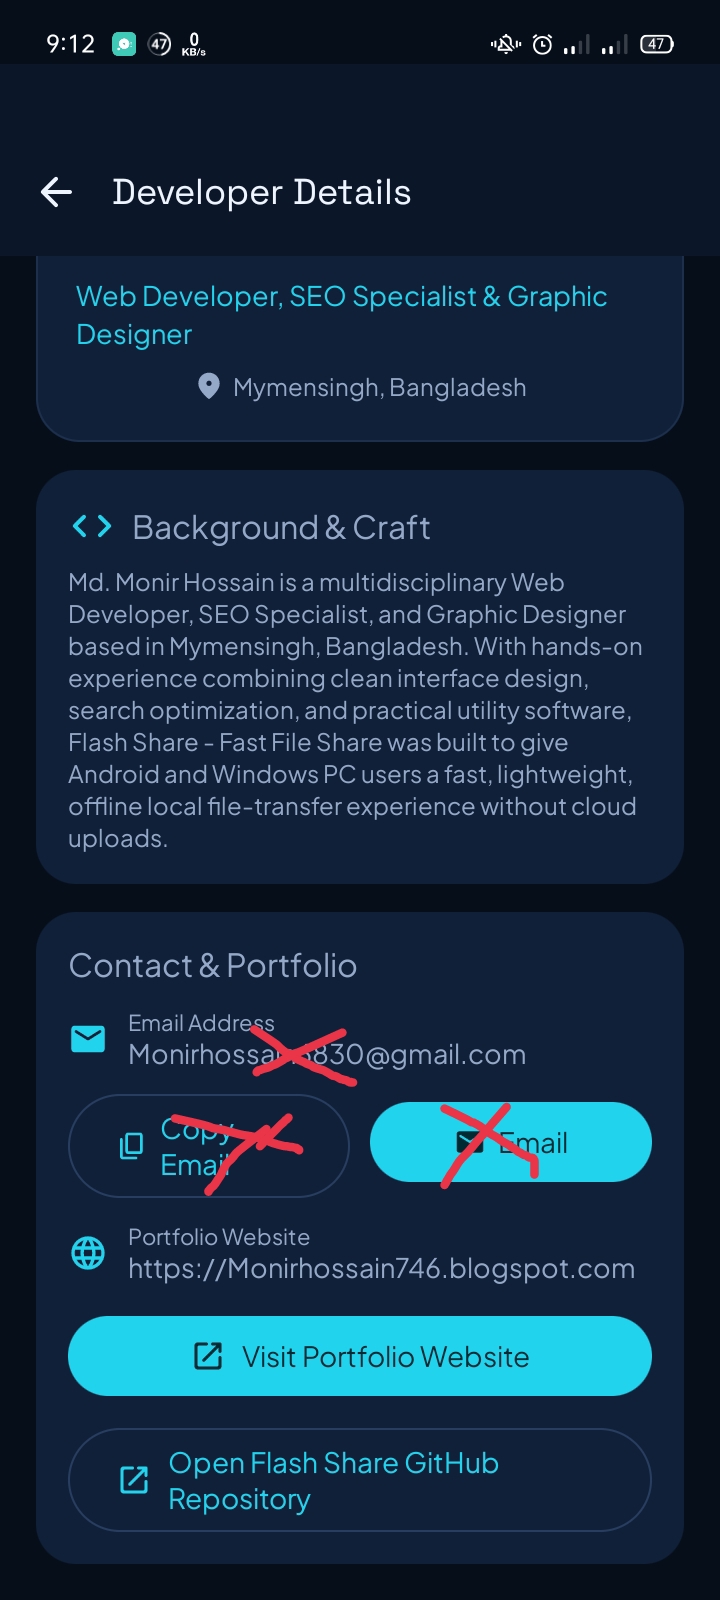 9:12 47 0 KB/s 47
Developer Details
Web Developer, SEO Specialist & Graphic
Designer
Mymensingh, Bangladesh
Background & Craft
Md. Monir Hossain is a multidisciplinary Web
Developer, SEO Specialist, and Graphic Designer
based in Mymensingh, Bangladesh. With hands-on
experience combining clean interface design,
search optimization, and practical utility software,
Flash Share - Fast File Share was built to give
Android and Windows PC users a fast, lightweight,
offline local file-transfer experience without cloud
uploads.
Contact & Portfolio
Email Address
Copy
Email
Email
Portfolio Website
https://Monirhossain746.blogspot.com
Visit Portfolio Website
Open Flash Share GitHub
Repository